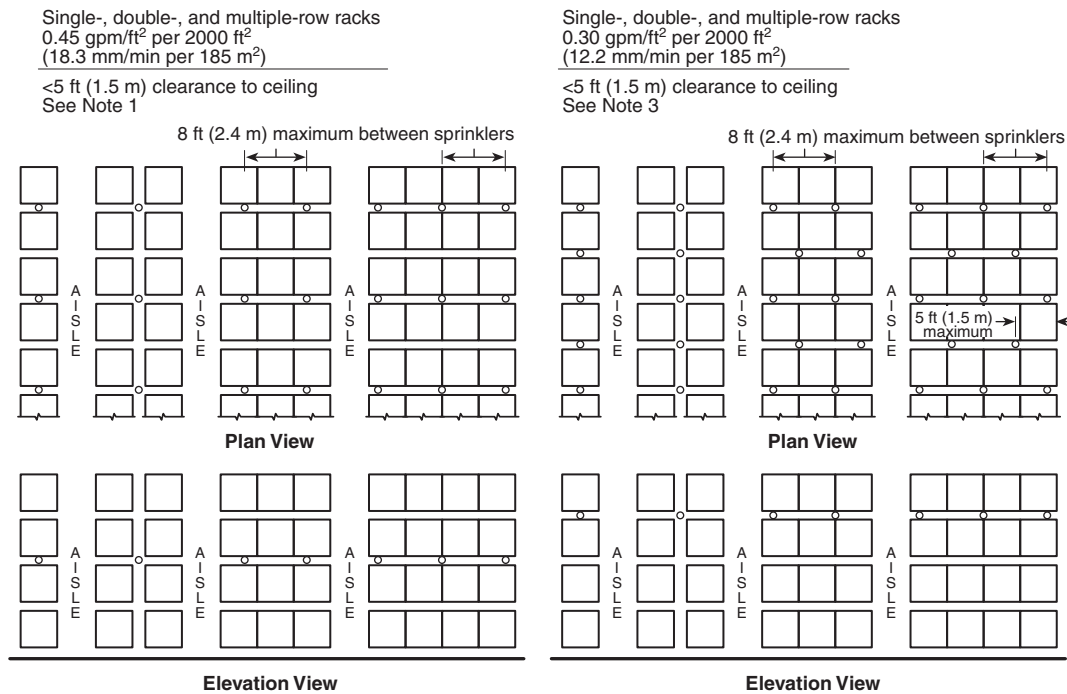 Single-, double-, and multiple-row racks
0.45 gpm/ft² per 2000 ft²
(18.3 mm/min per 185 m²)
<5 ft (1.5 m) clearance to ceiling
See Note 1
8 ft (2.4 m) maximum between sprinklers
AISLE
AISLE
AISLE
Plan View
AISLE
AISLE
AISLE
Elevation View
Single-, double-, and multiple-row racks
0.30 gpm/ft² per 2000 ft²
(12.2 mm/min per 185 m²)
<5 ft (1.5 m) clearance to ceiling
See Note 3
8 ft (2.4 m) maximum between sprinklers
AISLE
AISLE
AISLE
5 ft (1.5 m)
maximum
Plan View
AISLE
AISLE
AISLE
Elevation View